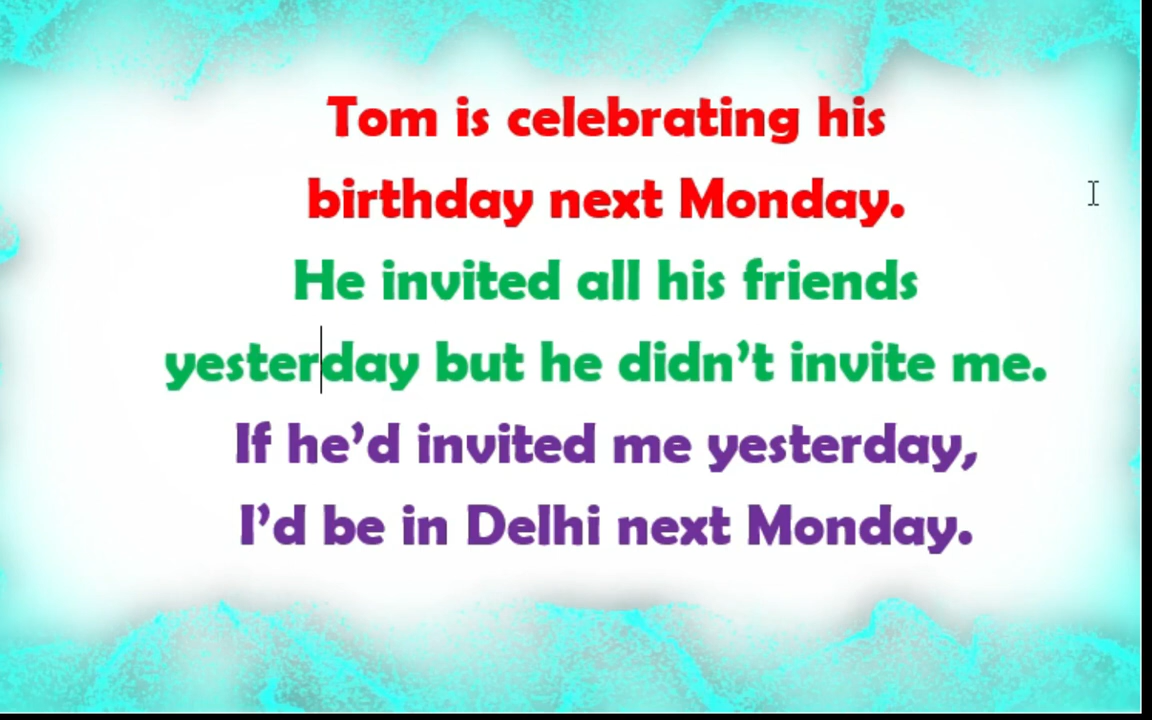 Tom is celebrating his
birthday next Monday.
He invited all his friends
yesterday but he didn’t invite me.
If he’d invited me yesterday,
I’d be in Delhi next Monday.